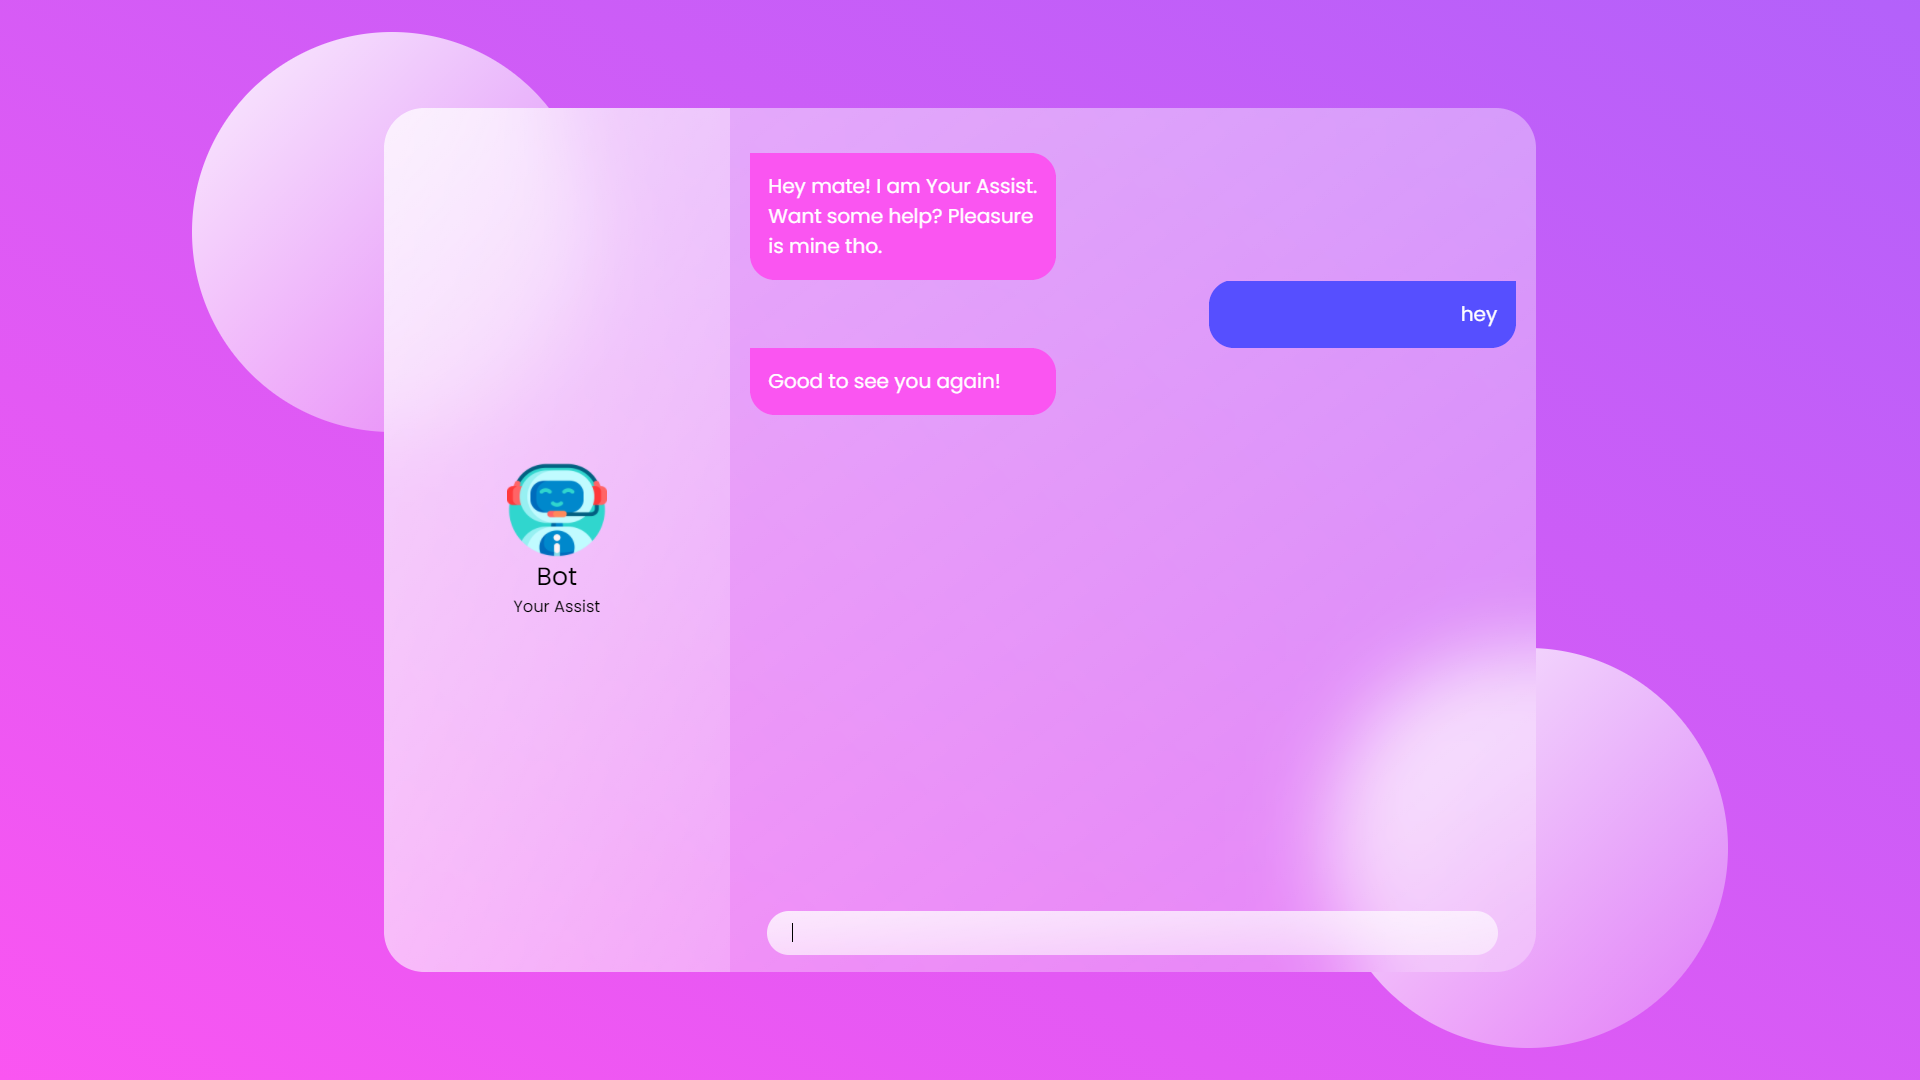 Hey mate! I am Your Assist.
Want some help? Pleasure
is mine tho.
hey
Good to see you again!
Bot
Your Assist